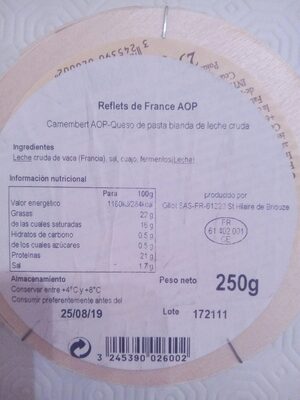 Reflets de France AOP
Camembert AOP-Queso de pasta blanda de leche cruda
Ingredientes
Leche cruda de vaca (Francia), sal, cuajo, fermentos(Leche)
Información nutricional
Para 100g
Valor energético 1180kJ/284kcal
Grasas 22 g
de las cuales saturadas 15 g
Hidratos de carbono 0.5 g
de los cuales azúcares 0.5 g
Proteínas 21 g
Sal 1.7 g
producido por
Gillot SAS-FR-61221 St Hilaire de Briouze
FR
61 402 001
CE
Almacenamiento
Conservar entre +4°C y +8°C
Consumir preferentemente antes del
25/08/19
Peso neto 250g
Lote 172111
3 245390 026002